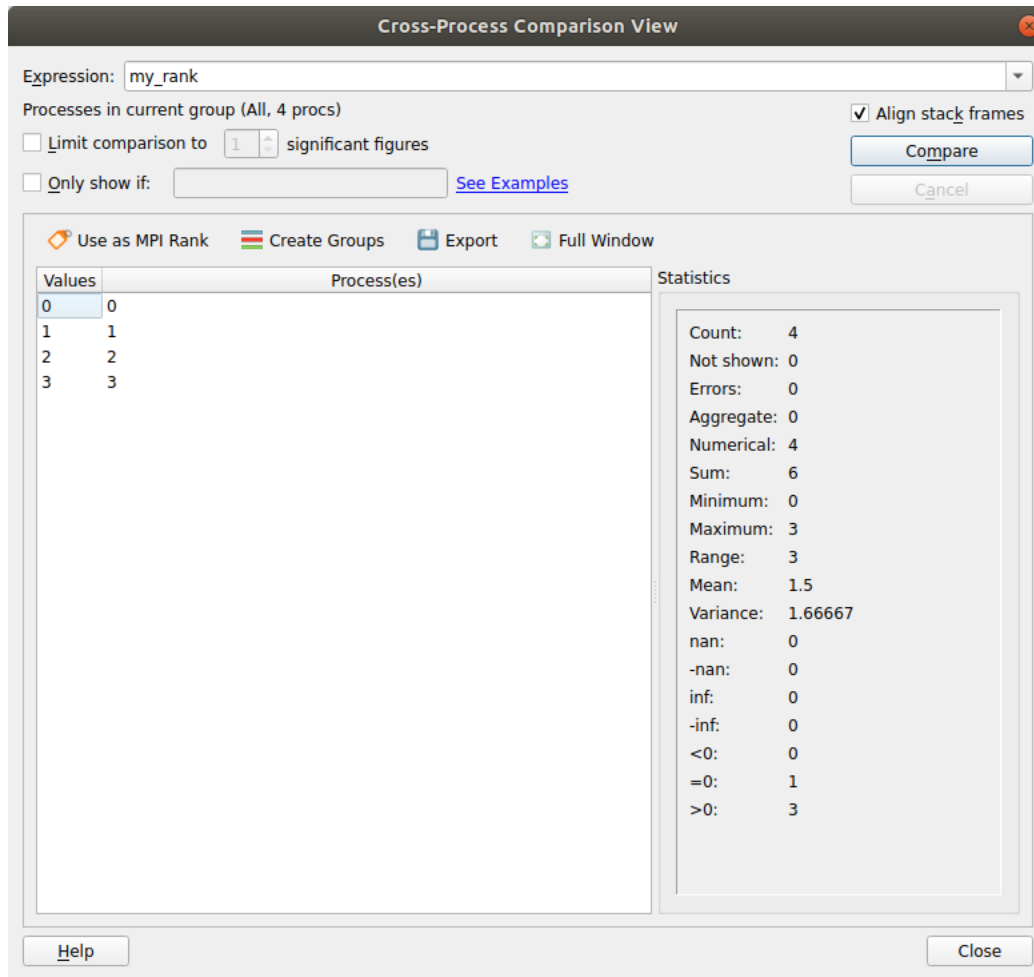 Cross-Process Comparison View
Expression: my_rank
Processes in current group (All, 4 procs)
Align stack frames
Limit comparison to 1 significant figures
Compare
Only show if: See Examples
Cancel
Use as MPI Rank Create Groups Export Full Window
Values Process(es)
0 0
1 1
2 2
3 3
Statistics
Count: 4
Not shown: 0
Errors: 0
Aggregate: 0
Numerical: 4
Sum: 6
Minimum: 0
Maximum: 3
Range: 3
Mean: 1.5
Variance: 1.66667
nan: 0
-nan: 0
inf: 0
-inf: 0
<0: 0
=0: 1
>0: 3
Help Close